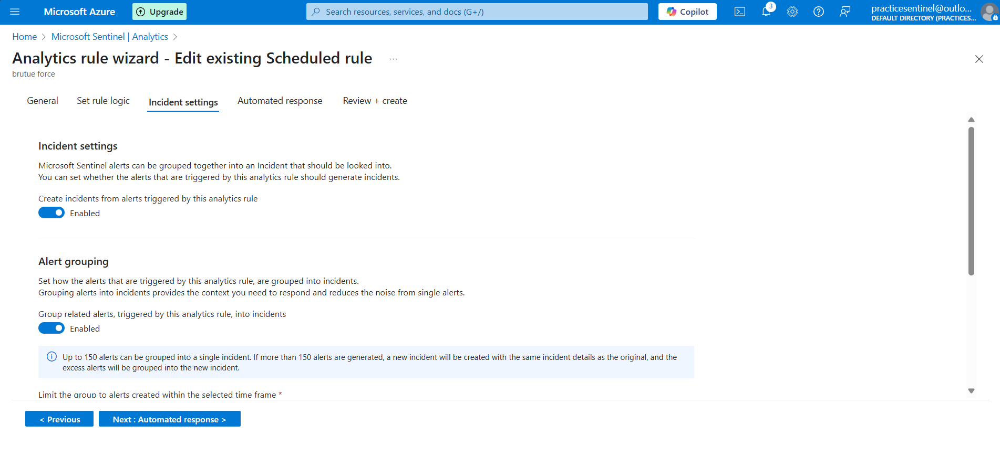 Microsoft Azure
Upgrade
Search resources, services, and docs (G+/)
Copilot
3
practicesentinel@outlo...
DEFAULT DIRECTORY (PRACTICES...
Home > Microsoft Sentinel | Analytics >
Analytics rule wizard - Edit existing Scheduled rule ...
brutue force
General
Set rule logic
Incident settings
Automated response
Review + create
Incident settings
Microsoft Sentinel alerts can be grouped together into an Incident that should be looked into.
You can set whether the alerts that are triggered by this analytics rule should generate incidents.
Create incidents from alerts triggered by this analytics rule
Enabled
Alert grouping
Set how the alerts that are triggered by this analytics rule, are grouped into incidents.
Grouping alerts into incidents provides the context you need to respond and reduces the noise from single alerts.
Group related alerts, triggered by this analytics rule, into incidents
Enabled
Up to 150 alerts can be grouped into a single incident. If more than 150 alerts are generated, a new incident will be created with the same incident details as the original, and the
excess alerts will be grouped into the new incident.
Limit the group to alerts created within the selected time frame *
< Previous
Next : Automated response >